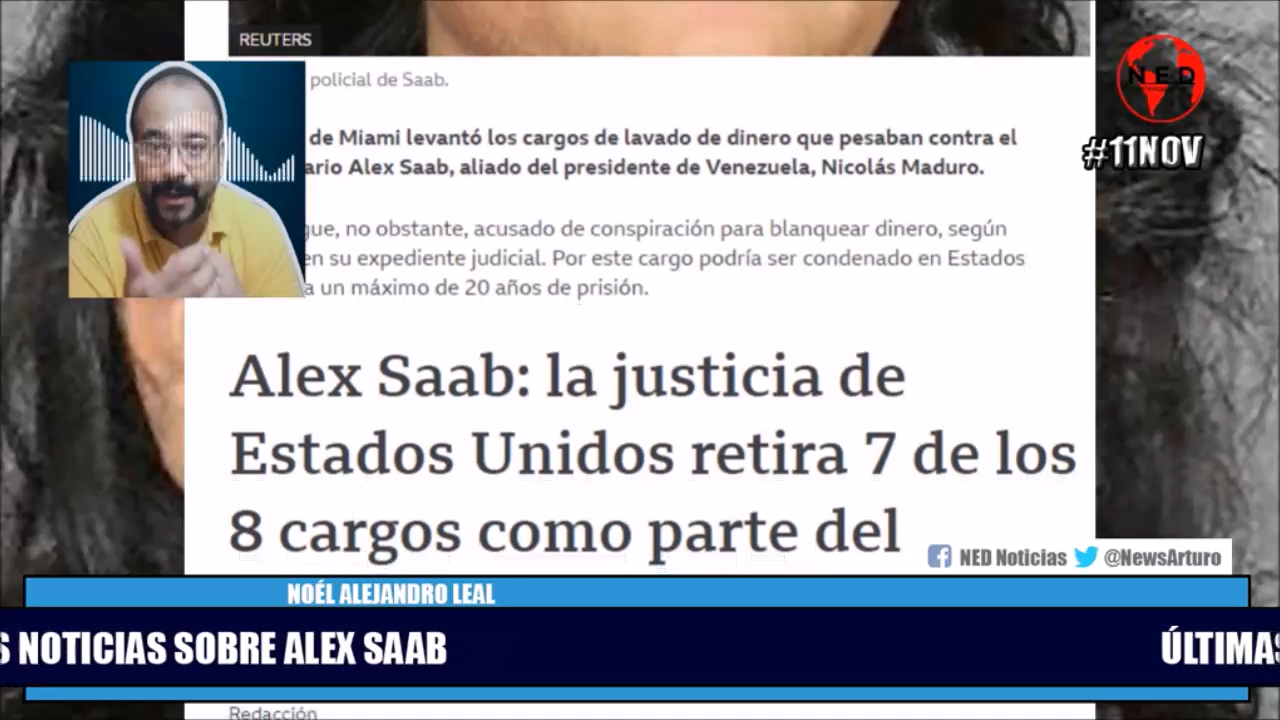 REUTERS
policial de Saab.
de Miami levantó los cargos de lavado de dinero que pesaban contra el
ario Alex Saab, aliado del presidente de Venezuela, Nicolás Maduro.
gue, no obstante, acusado de conspiración para blanquear dinero, según
en su expediente judicial. Por este cargo podría ser condenado en Estados
a un máximo de 20 años de prisión.
Alex Saab: la justicia de
Estados Unidos retira 7 de los
8 cargos como parte del
NED
#11NOV
NED Noticias @NewsArturo
NOÉL ALEJANDRO LEAL
S NOTICIAS SOBRE ALEX SAAB ÚLTIMAS
Redacción